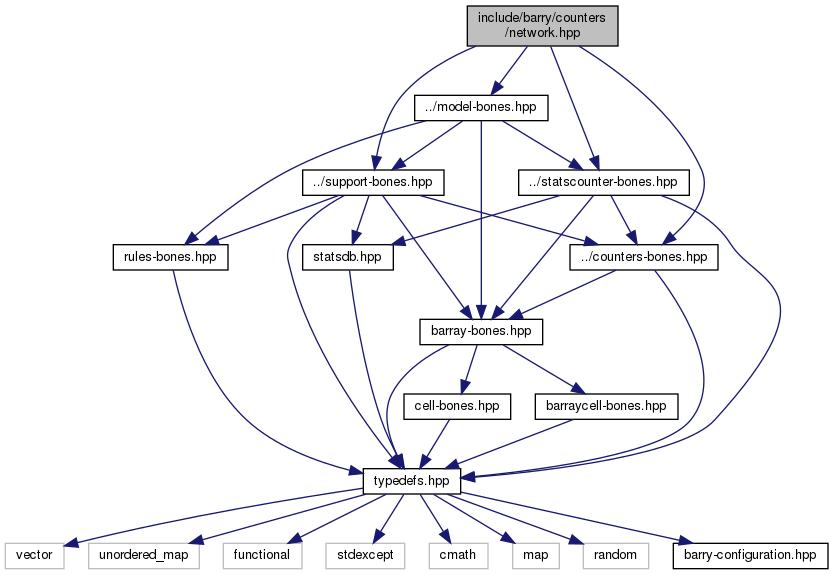 include/barry/counters
/network.hpp
../model-bones.hpp
../support-bones.hpp
../statscounter-bones.hpp
rules-bones.hpp
statsdb.hpp
../counters-bones.hpp
barray-bones.hpp
cell-bones.hpp
barraycell-bones.hpp
typedefs.hpp
vector
unordered_map
functional
stdexcept
cmath
map
random
barry-configuration.hpp